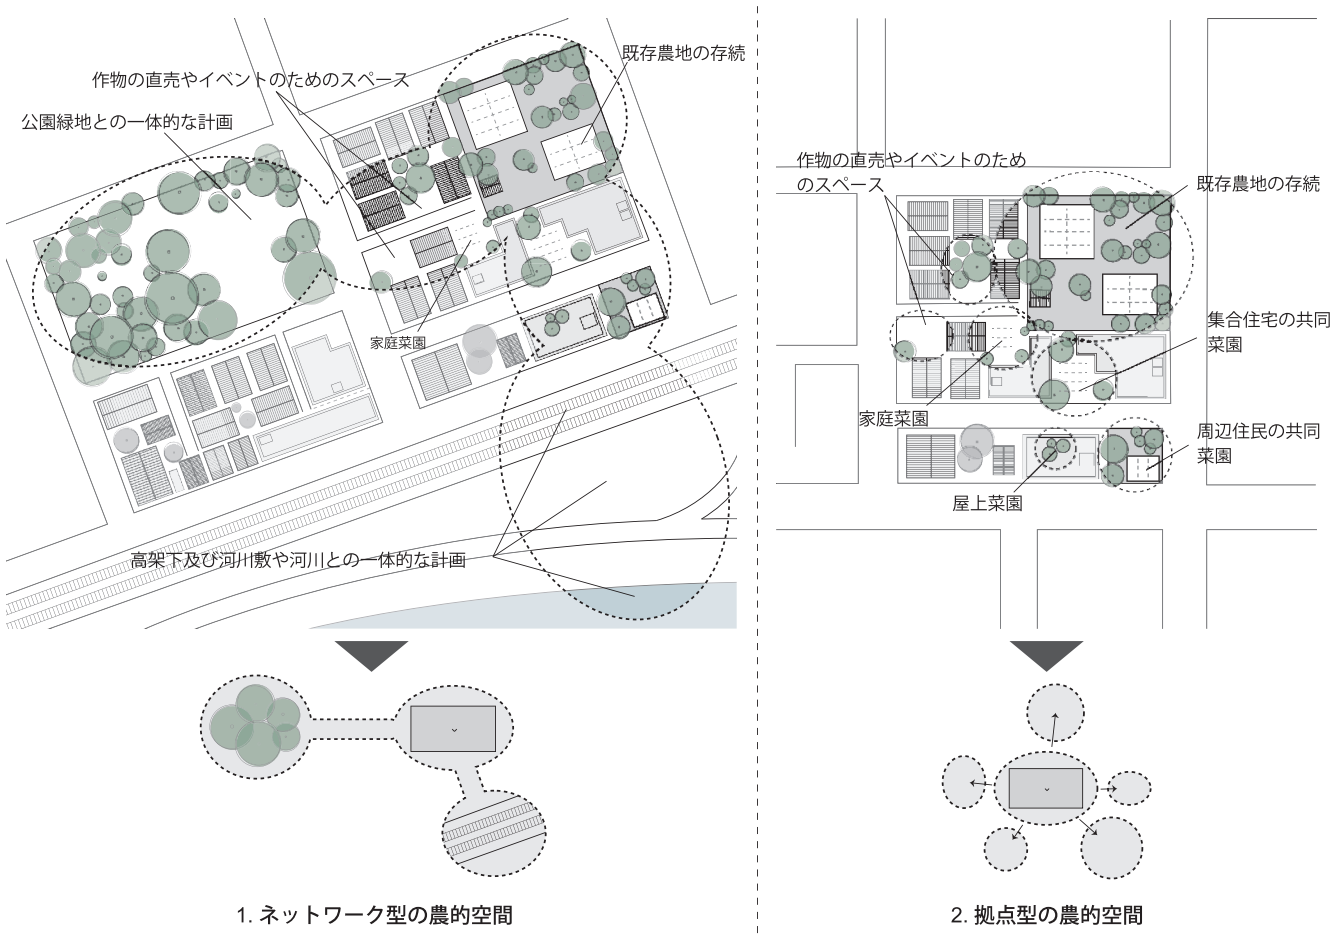 既存農地の存続
作物の直売やイベントのためのスペース
公園緑地との一体的な計画
家庭菜園
高架下及び河川敷や河川との一体的な計画
1. ネットワーク型の農的空間
作物の直売やイベントのため
のスペース
既存農地の存続
集合住宅の共同
菜園
家庭菜園
周辺住民の共同
菜園
屋上菜園
2. 拠点型の農的空間